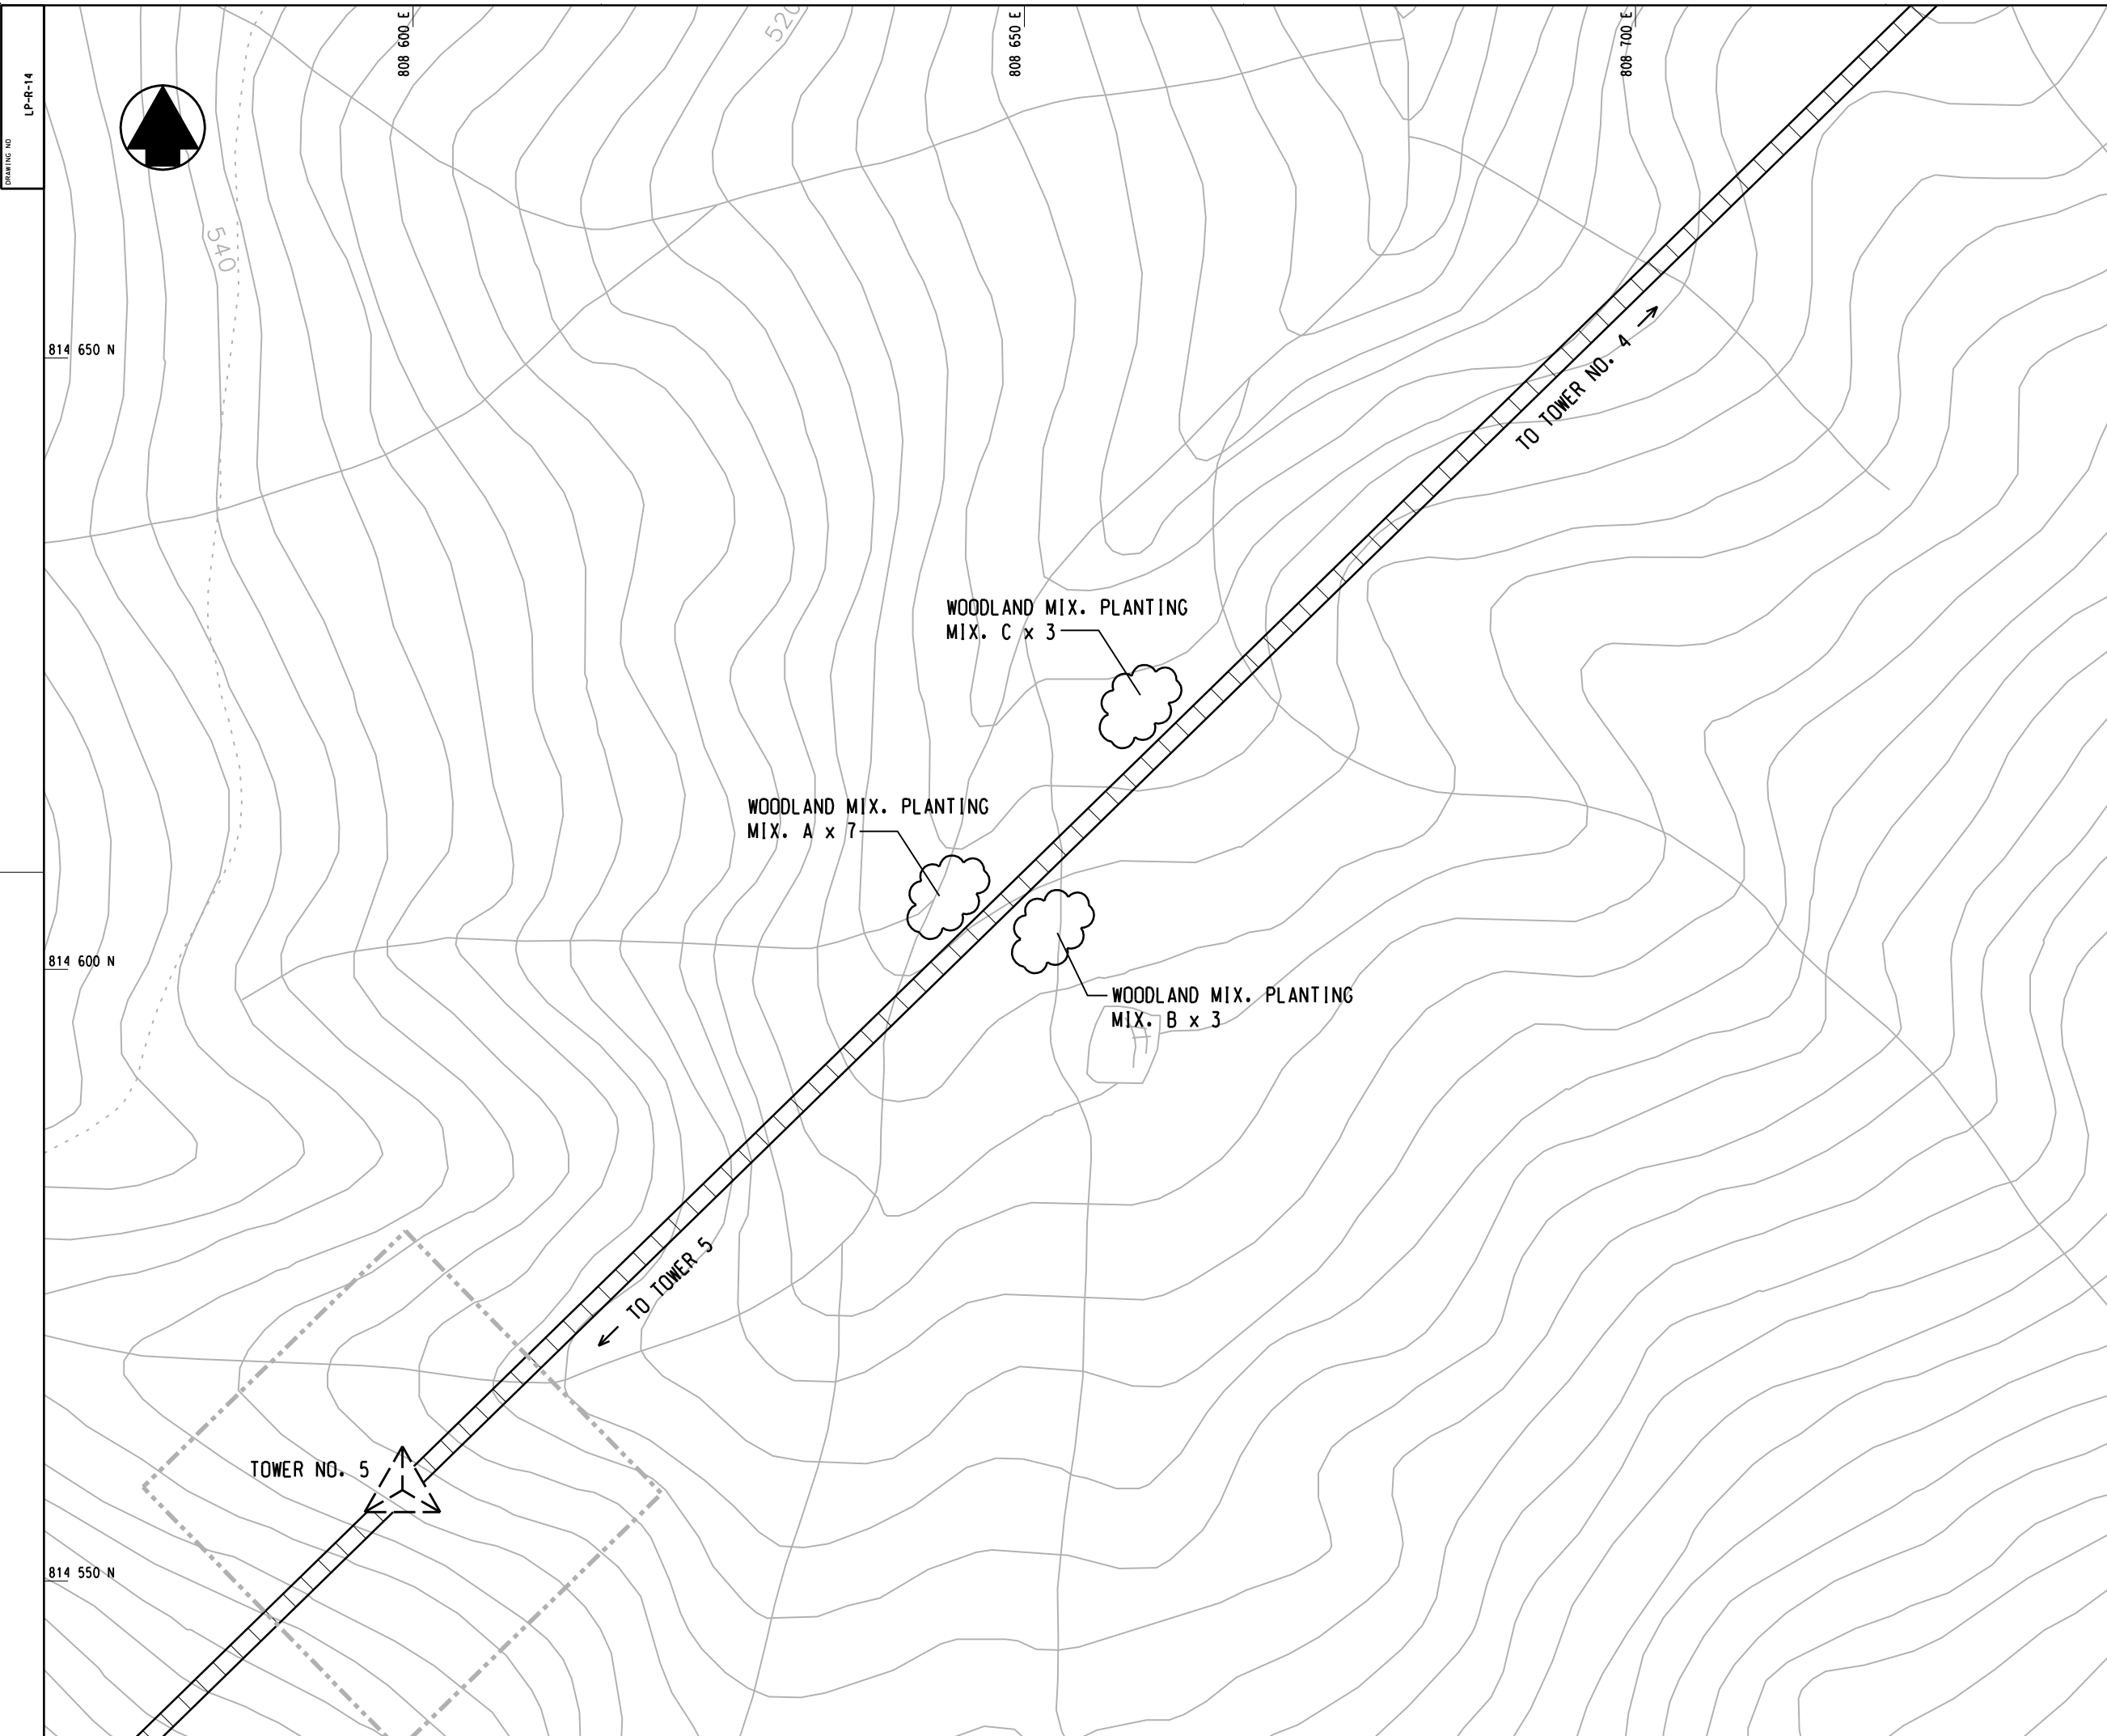 DRAWING NO
LP-R-14
808 600 E
520
808 650 E
808 700 E
540
814 650 N
TO TOWER NO. 4
WOODLAND MIX. PLANTING
MIX. C x 3
WOODLAND MIX. PLANTING
MIX. A x 7
814 600 N
WOODLAND MIX. PLANTING
MIX. B x 3
TO TOWER 5
TOWER NO. 5
814 550 N